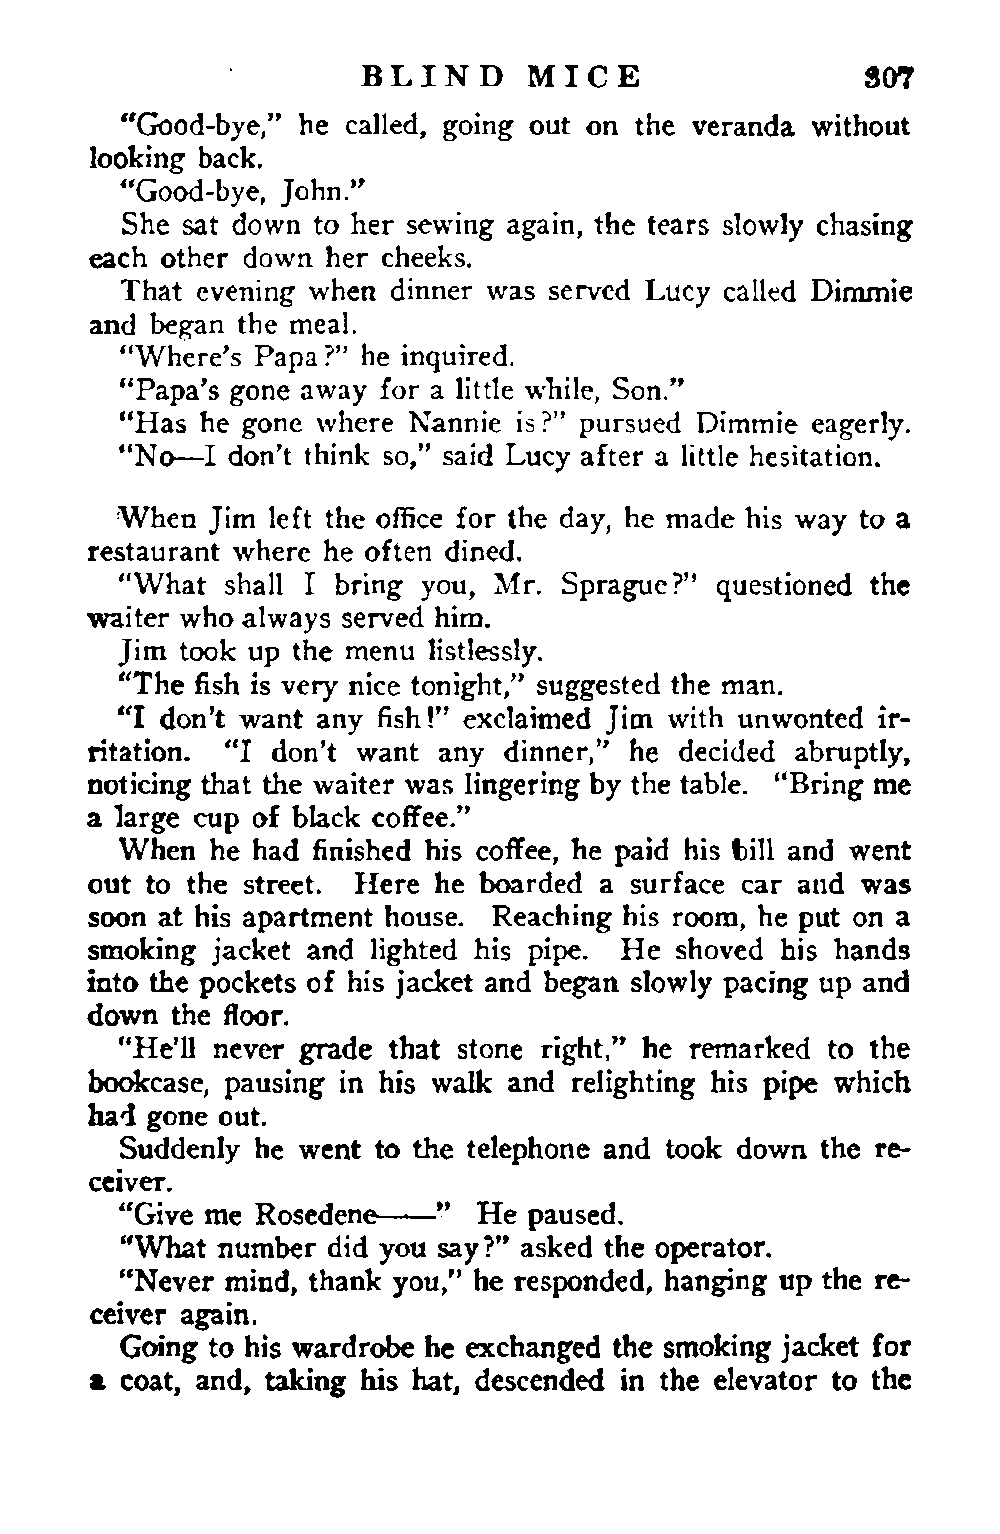 BLIND MICE 307
“Good-bye,” he called, going out on the veranda without
looking back.
“Good-bye, John.”
She sat down to her sewing again, the tears slowly chasing
each other down her cheeks.
That evening when dinner was served Lucy called Dimmie
and began the meal.
“Where’s Papa?” he inquired.
“Papa’s gone away for a little while, Son.”
“Has he gone where Nannie is?” pursued Dimmie eagerly.
“No—I don’t think so,” said Lucy after a little hesitation.
When Jim left the office for the day, he made his way to a
restaurant where he often dined.
“What shall I bring you, Mr. Sprague?” questioned the
waiter who always served him.
Jim took up the menu listlessly.
“The fish is very nice tonight,” suggested the man.
“I don’t want any fish!” exclaimed Jim with unwonted ir-
ritation. “I don’t want any dinner,” he decided abruptly,
noticing that the waiter was lingering by the table. “Bring me
a large cup of black coffee.”
When he had finished his coffee, he paid his bill and went
out to the street. Here he boarded a surface car and was
soon at his apartment house. Reaching his room, he put on a
smoking jacket and lighted his pipe. He shoved his hands
into the pockets of his jacket and began slowly pacing up and
down the floor.
“He’ll never grade that stone right,” he remarked to the
bookcase, pausing in his walk and relighting his pipe which
had gone out.
Suddenly he went to the telephone and took down the re-
ceiver.
“Give me Rosedene——” He paused.
“What number did you say?” asked the operator.
“Never mind, thank you,” he responded, hanging up the re-
ceiver again.
Going to his wardrobe he exchanged the smoking jacket for
a coat, and, taking his hat, descended in the elevator to the